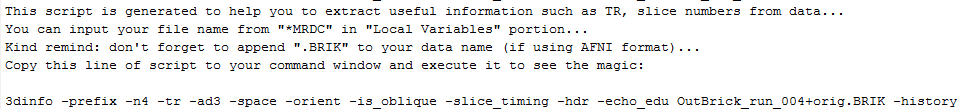 This script is generated to help you to extract useful information such as TR, slice numbers from data...
You can input your file name from "*MRDC" in "Local Variables" portion...
Kind remind: don't forget to append ".BRIK" to your data name (if using AFNI format)...
Copy this line of script to your command window and execute it to see the magic:
3dinfo -prefix -n4 -tr -ad3 -space -orient -is_oblique -slice_timing -hdr -echo_edu OutBrick_run_004+orig.BRIK -history